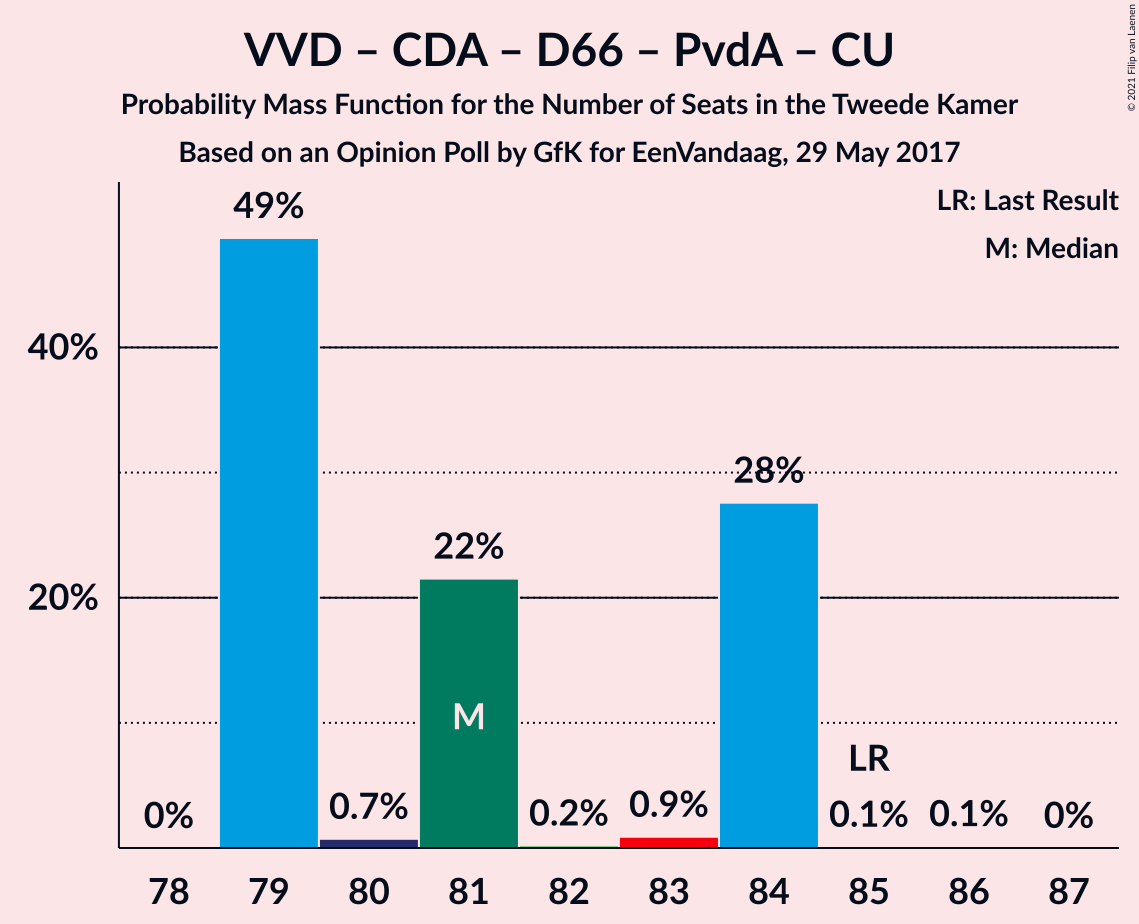 VVD – CDA – D66 – PvdA – CU
Probability Mass Function for the Number of Seats in the Tweede Kamer
Based on an Opinion Poll by GfK for EenVandaag, 29 May 2017
© 2021 Filip van Laenen
LR: Last Result
M: Median
40%
20%
0%
49%
0.7%
22%
M
0.2%
0.9%
28%
LR
0.1%
0.1%
0%
78 79 80 81 82 83 84 85 86 87